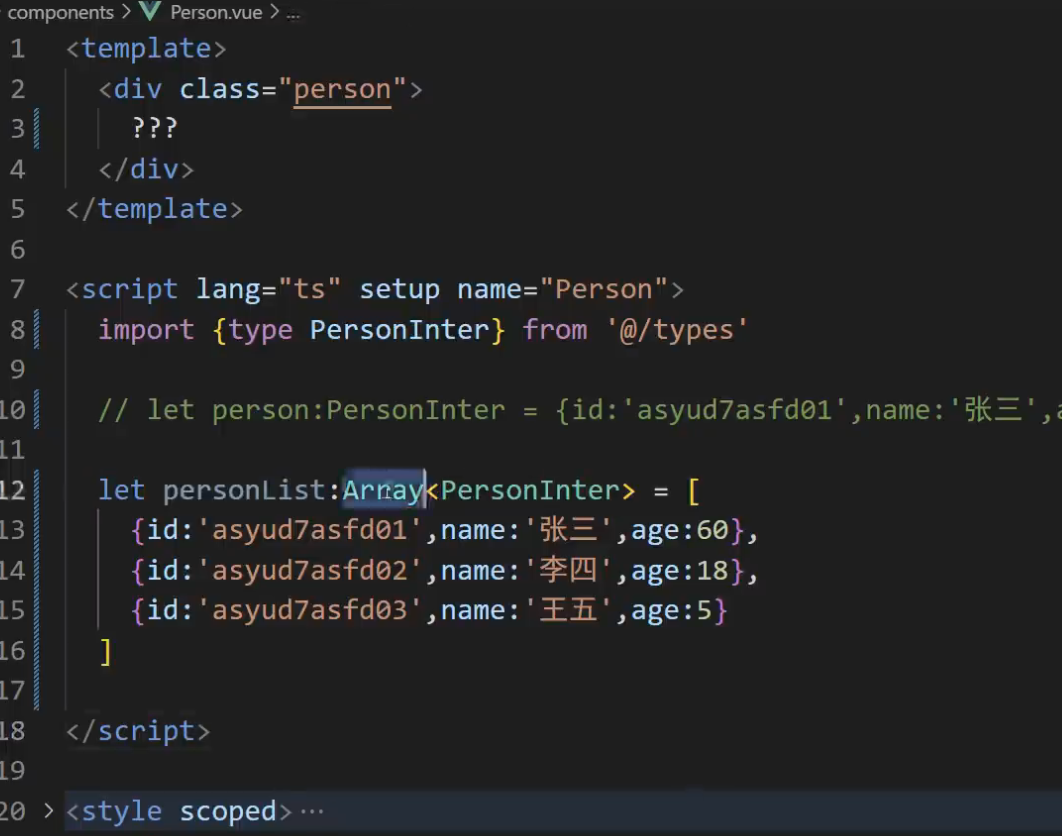 components > Person.vue > ...
1 <template>
2 <div class="person">
3 ???
4 </div>
5 </template>
6
7 <script lang="ts" setup name="Person">
8 import {type PersonInter} from '@/types'
9
10 // let person:PersonInter = {id:'asyud7asfd01',name:'张三',a
11
12 let personList:Array<PersonInter> = [
13 {id:'asyud7asfd01',name:'张三',age:60},
14 {id:'asyud7asfd02',name:'李四',age:18},
15 {id:'asyud7asfd03',name:'王五',age:5}
16 ]
17
18 </script>
19
20 > <style scoped> ...